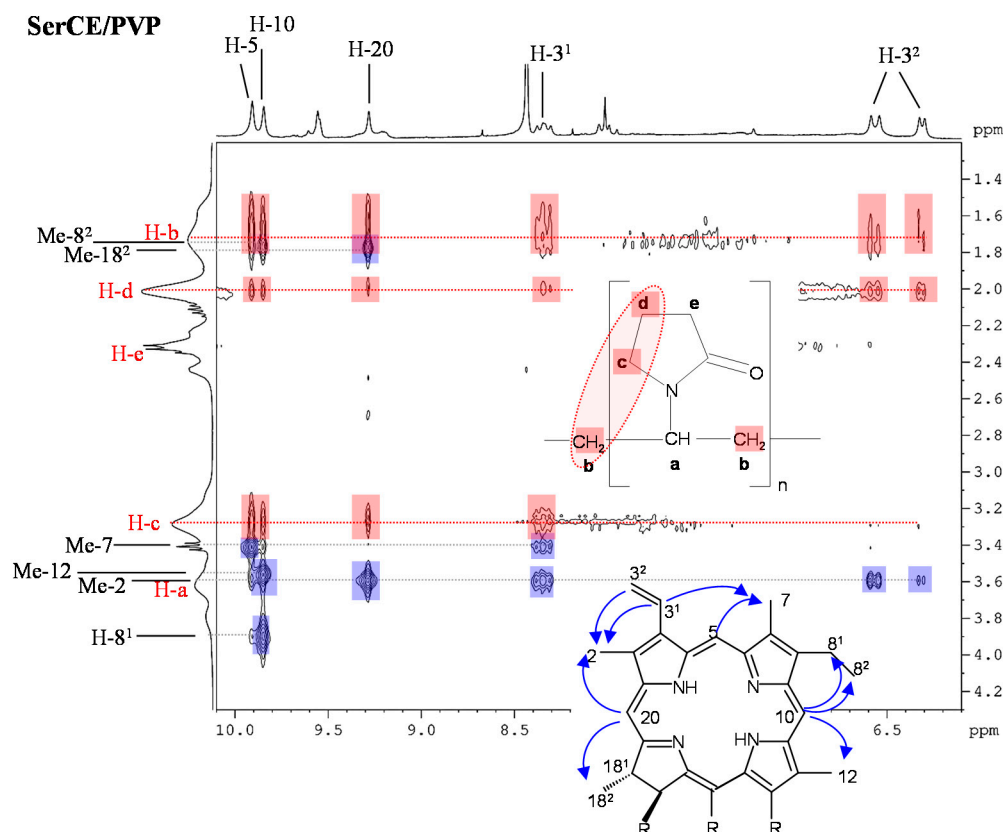 SerCE/PVP
H-10
H-5
H-20
H-3¹
H-3²
ppm
ppm
1.4
1.6
1.8
2.0
2.2
2.4
2.6
2.8
3.0
3.2
3.4
3.6
3.8
4.0
4.2
H-b
Me-8²
Me-18²
H-d
H-e
H-c
Me-7
Me-12
Me-2
H-a
H-8¹
d
e
c
O
N
CH₂
CH
CH₂
b
a
b
n
3²
3¹
5
7
2
8¹
8²
NH
N
20
10
N
HN
18¹
18²
12
R
R
R
10.0
9.5
9.0
8.5
6.5
ppm